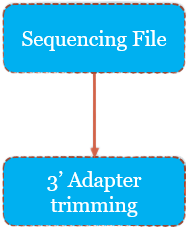 Sequencing File
3’ Adapter
trimming